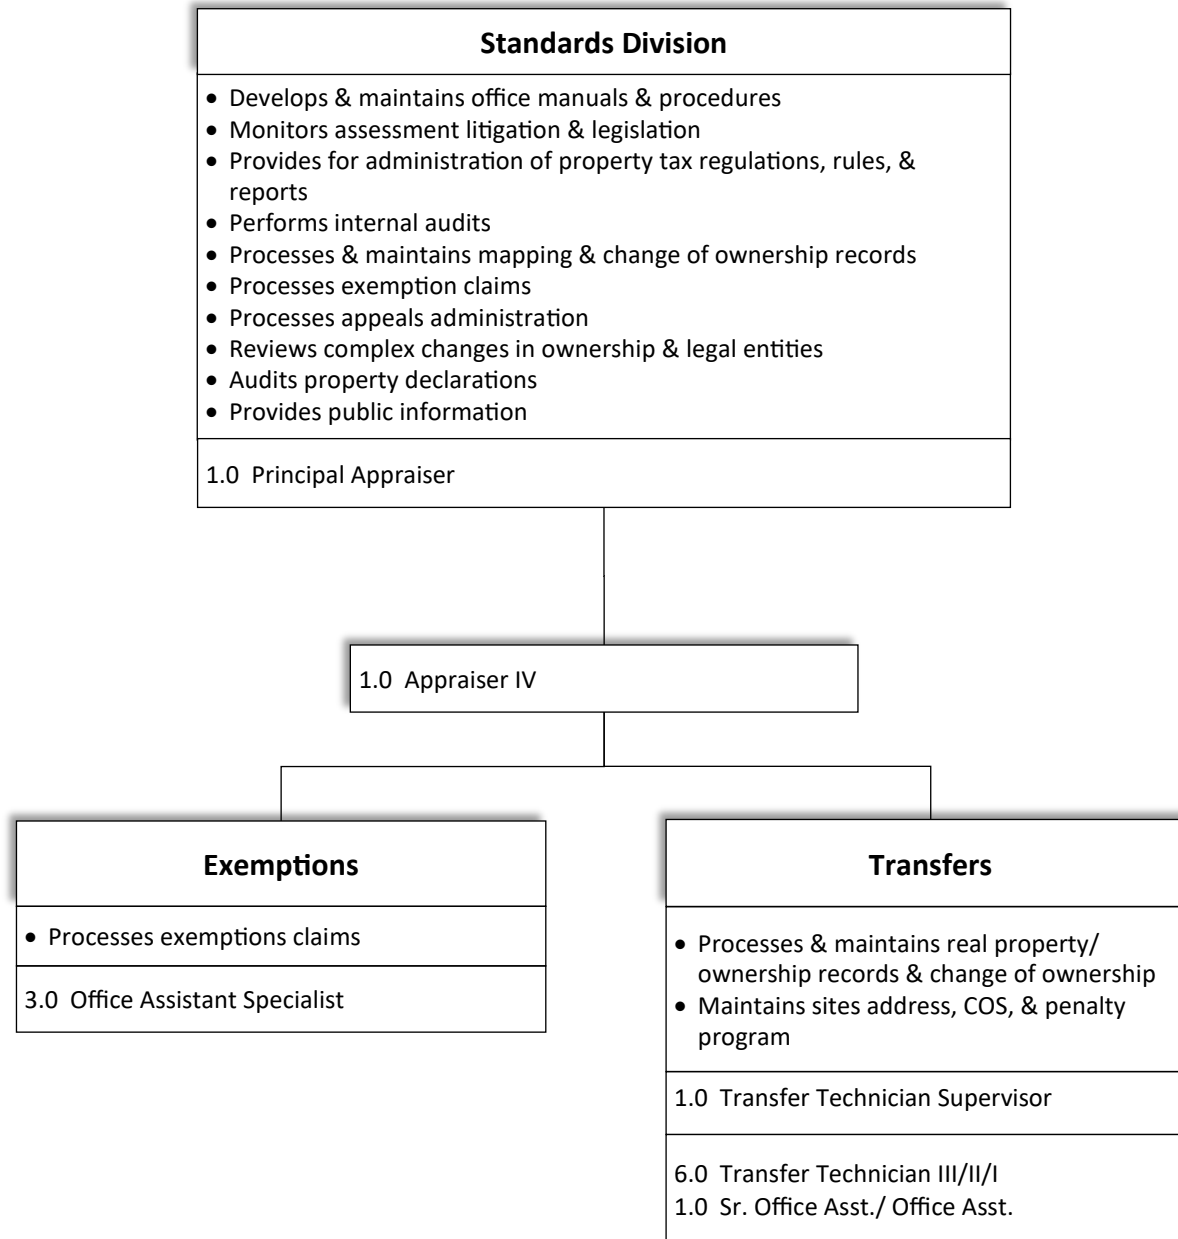 Standards Division
• Develops & maintains office manuals & procedures
• Monitors assessment litigation & legislation
• Provides for administration of property tax regulations, rules, &
reports
• Performs internal audits
• Processes & maintains mapping & change of ownership records
• Processes exemption claims
• Processes appeals administration
• Reviews complex changes in ownership & legal entities
• Audits property declarations
• Provides public information
1.0 Principal Appraiser
1.0 Appraiser IV
Exemptions
• Processes exemptions claims
3.0 Office Assistant Specialist
Transfers
• Processes & maintains real property/
ownership records & change of ownership
• Maintains sites address, COS, & penalty
program
1.0 Transfer Technician Supervisor
6.0 Transfer Technician III/II/I
1.0 Sr. Office Asst./ Office Asst.